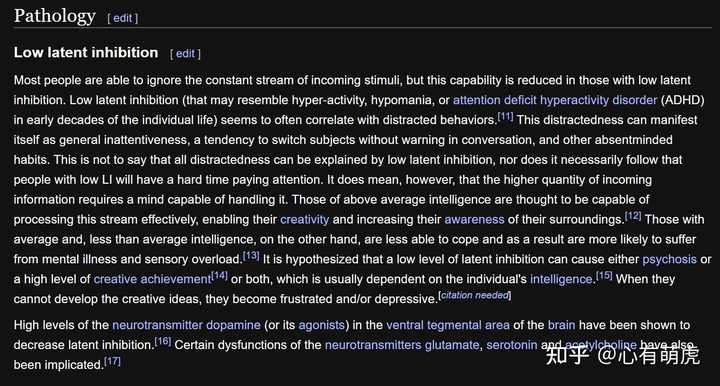 Pathology [ edit ]
Low latent inhibition [ edit ]
Most people are able to ignore the constant stream of incoming stimuli, but this capability is reduced in those with low latent
inhibition. Low latent inhibition (that may resemble hyper-activity, hypomania, or attention deficit hyperactivity disorder (ADHD)
in early decades of the individual life) seems to often correlate with distracted behaviors.[11] This distractedness can manifest
itself as general inattentiveness, a tendency to switch subjects without warning in conversation, and other absentminded
habits. This is not to say that all distractedness can be explained by low latent inhibition, nor does it necessarily follow that
people with low LI will have a hard time paying attention. It does mean, however, that the higher quantity of incoming
information requires a mind capable of handling it. Those of above average intelligence are thought to be capable of
processing this stream effectively, enabling their creativity and increasing their awareness of their surroundings.[12] Those with
average and, less than average intelligence, on the other hand, are less able to cope and as a result are more likely to suffer
from mental illness and sensory overload.[13] It is hypothesized that a low level of latent inhibition can cause either psychosis or
a high level of creative achievement[14] or both, which is usually dependent on the individual's intelligence.[15] When they
cannot develop the creative ideas, they become frustrated and/or depressive.[citation needed]
High levels of the neurotransmitter dopamine (or its agonists) in the ventral tegmental area of the brain have been shown to
decrease latent inhibition.[16] Certain dysfunctions of the neurotransmitters glutamate, serotonin and acetylcholine have also
been implicated.[17]
知乎 @心有萌虎